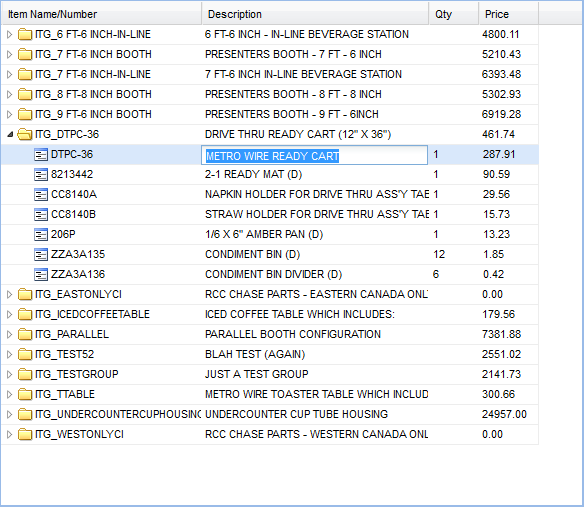 Item Name/Number Description Qty Price
ITG_6 FT-6 INCH-IN-LINE 6 FT-6 INCH - IN-LINE BEVERAGE STATION 4800.11
ITG_7 FT-6 INCH BOOTH PRESENTERS BOOTH - 7 FT - 6 INCH 5210.43
ITG_7 FT-6 INCH-IN-LINE 7 FT-6 INCH IN-LINE BEVERAGE STATION 6393.48
ITG_8 FT-8 INCH BOOTH PRESENTERS BOOTH - 8 FT - 8 INCH 5302.93
ITG_9 FT-6 INCH BOOTH PRESENTERS BOOTH - 9 FT - 6INCH 6919.28
ITG_DTPC-36 DRIVE THRU READY CART (12" X 36") 461.74
DTPC-36 METRO WIRE READY CART 1 287.91
8213442 2-1 READY MAT (D) 1 90.59
CC8140A NAPKIN HOLDER FOR DRIVE THRU ASS'Y TAE 1 29.56
CC8140B STRAW HOLDER FOR DRIVE THRU ASS'Y TAB 1 15.73
206P 1/6 X 6" AMBER PAN (D) 1 13.23
ZZA3A135 CONDIMENT BIN (D) 12 1.85
ZZA3A136 CONDIMENT BIN DIVIDER (D) 6 0.42
ITG_EASTONLYCI RCC CHASE PARTS - EASTERN CANADA ONL 0.00
ITG_ICEDCOFFEETABLE ICED COFFEE TABLE WHICH INCLUDES: 179.56
ITG_PARALLEL PARALLEL BOOTH CONFIGURATION 7381.88
ITG_TEST52 BLAH TEST (AGAIN) 2551.02
ITG_TESTGROUP JUST A TEST GROUP 2141.73
ITG_TTABLE METRO WIRE TOASTER TABLE WHICH INCLUD 300.66
ITG_UNDERCOUNTERCUPHOUSING UNDERCOUNTER CUP TUBE HOUSING 24957.00
ITG_WESTONLYCI RCC CHASE PARTS - WESTERN CANADA ONL 0.00